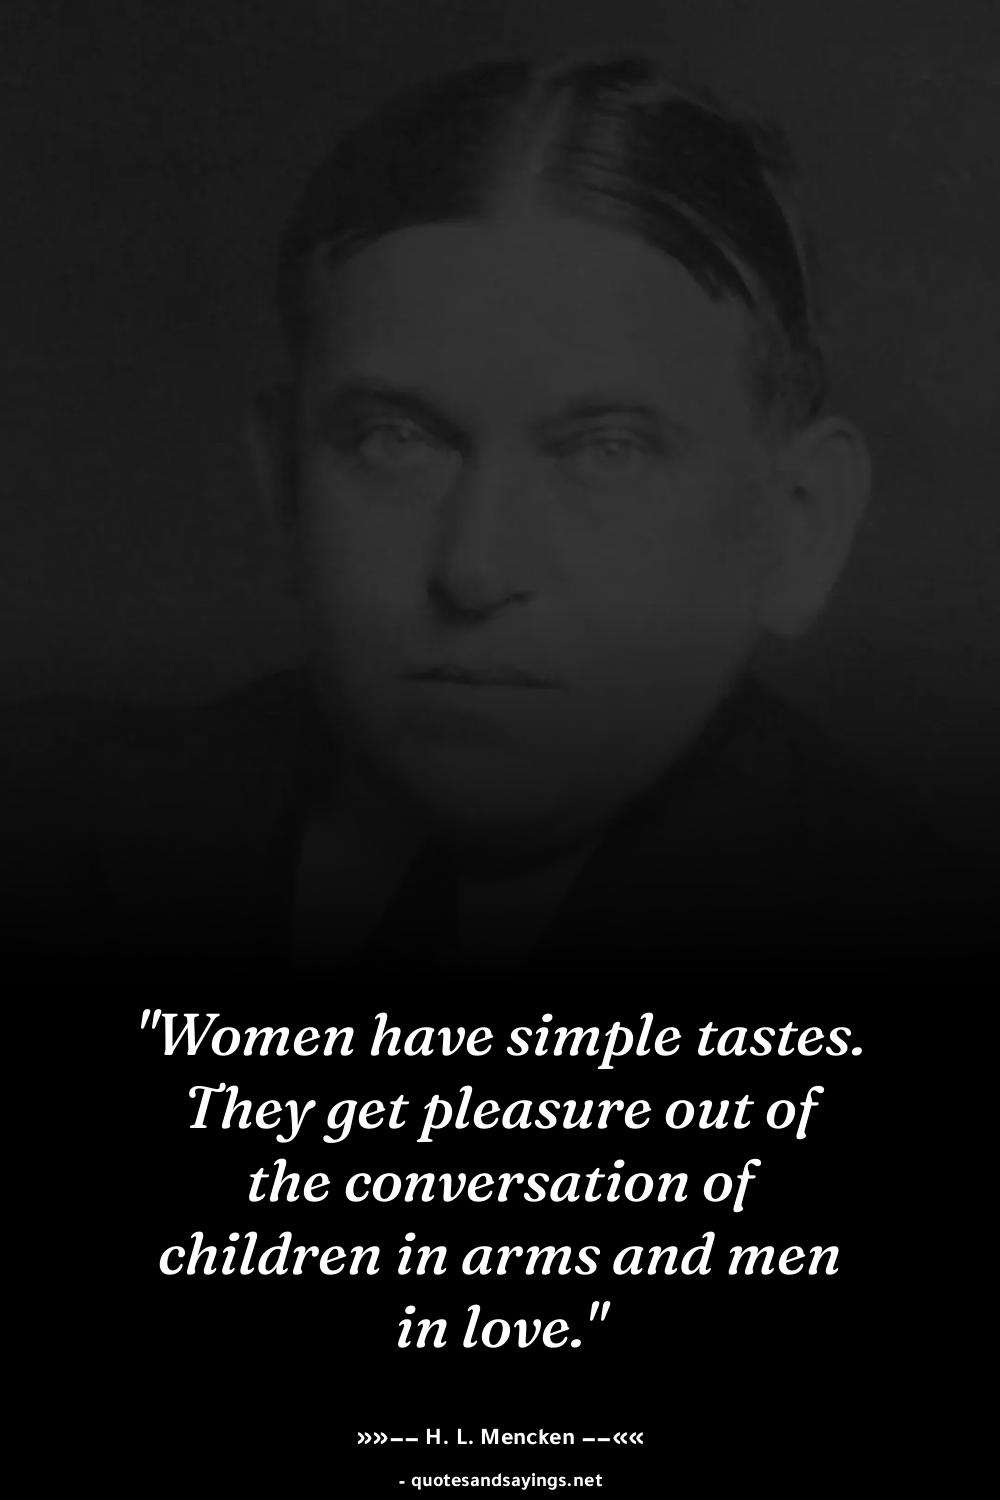 "Women have simple tastes.
They get pleasure out of
the conversation of
children in arms and men
in love."
»»−− H. L. Mencken −−««
- quotesandsayings.net